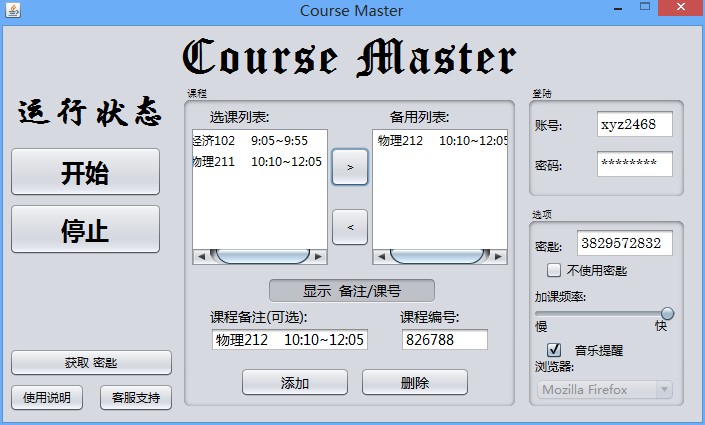 Course Master
Course Master
运行状态
开始
停止
获取 密匙
使用说明
客服支持
课程
选课列表:
经济102 9:05~9:55
物理211 10:10~12:05
>
<
备用列表:
物理212 10:10~12:05
显示 备注/课号
课程备注(可选):
物理212 10:10~12:05
课程编号:
826788
添加
删除
登陆
账号:
xyz2468
密码:
********
选项
密匙:
3829572832
不使用密匙
加课频率:
慢
快
音乐提醒
浏览器:
Mozilla Firefox